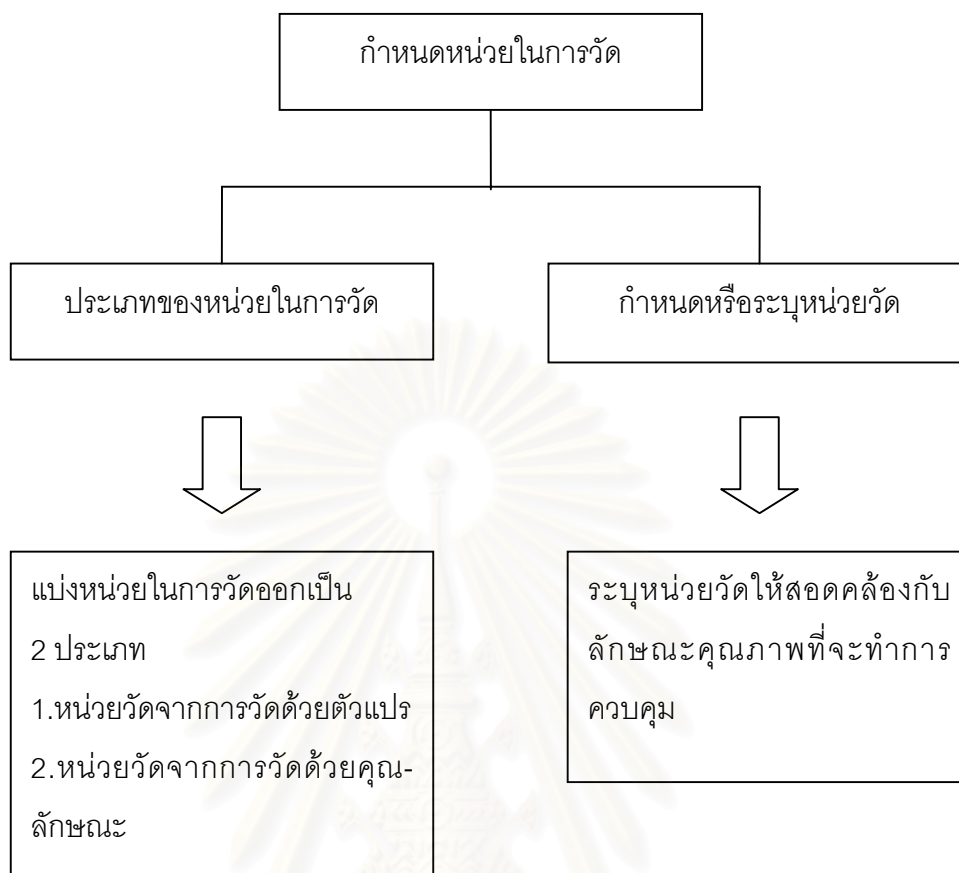 กำหนดหน่วยในการวัด
ประเภทของหน่วยในการวัด
กำหนดหรือระบุหน่วยวัด
แบ่งหน่วยในการวัดออกเป็น
2 ประเภท
1.หน่วยวัดจากการวัดด้วยตัวแปร
2.หน่วยวัดจากการวัดด้วยคุณ-
ลักษณะ
ระบุหน่วยวัดให้สอดคล้องกับ
ลักษณะคุณภาพที่จะทำการ
ควบคุม